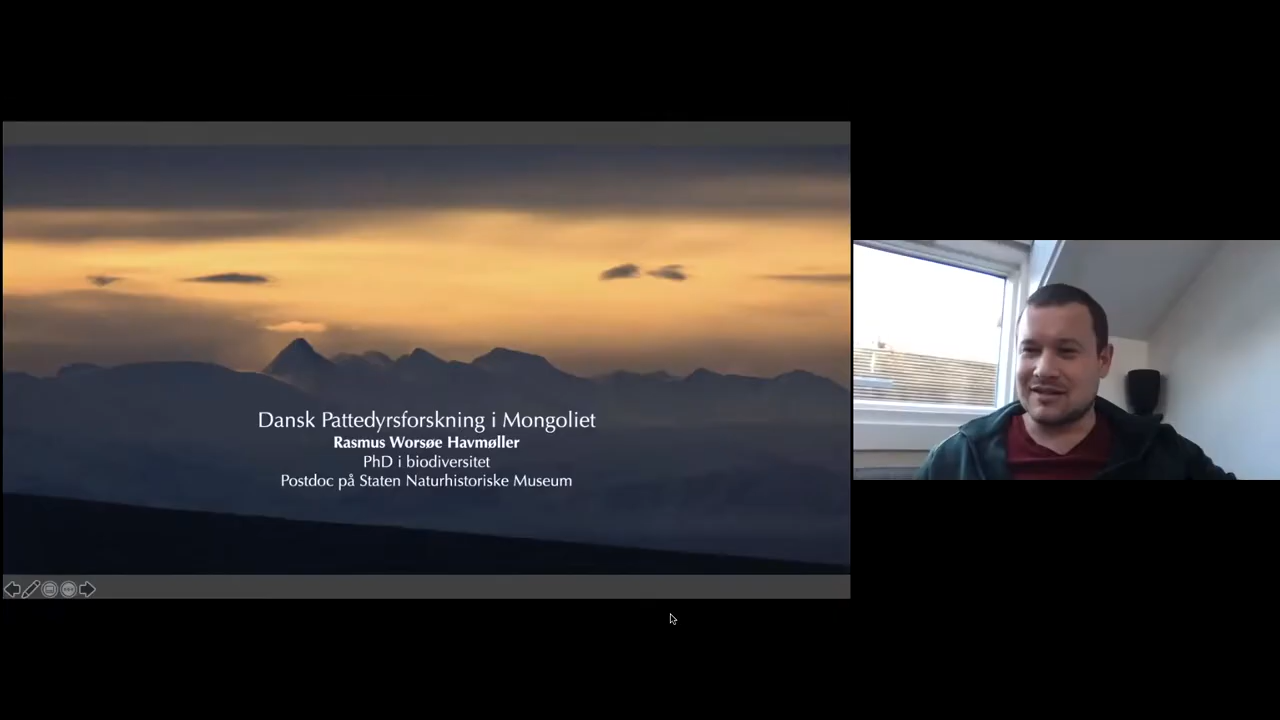 Dansk Pattedyrsforskning i Mongoliet
Rasmus Worsøe Havmøller
PhD i biodiversitet
Postdoc på Staten Naturhistoriske Museum